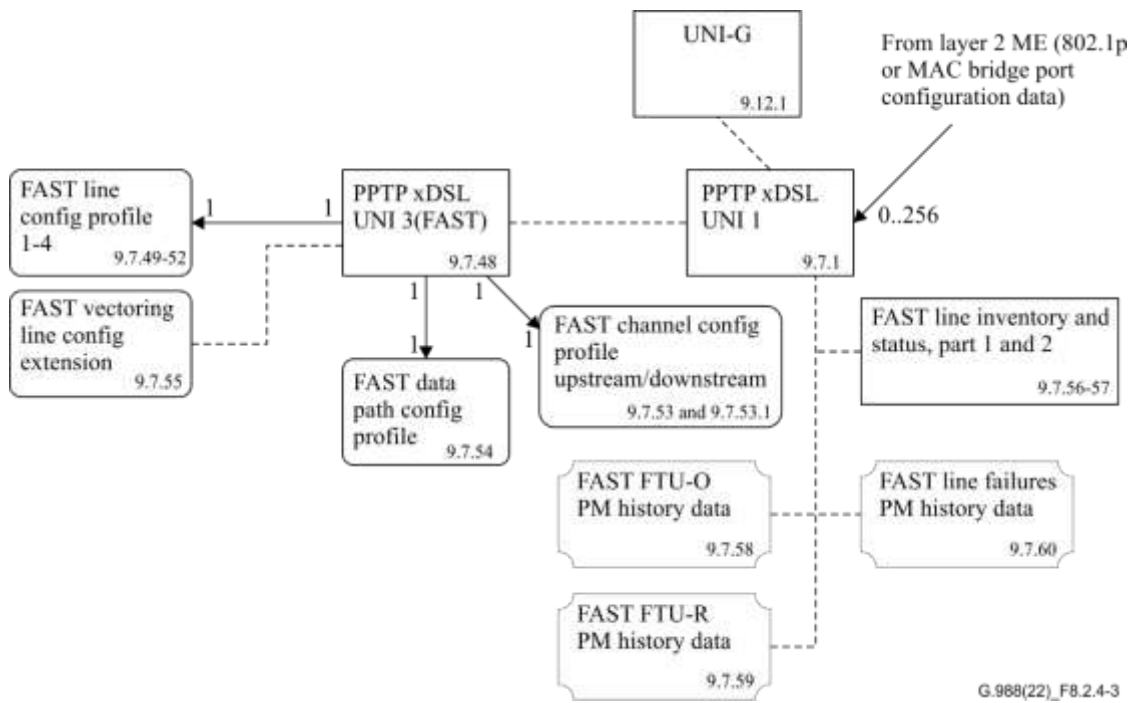 UNI-G
9.12.1
From layer 2 ME (802.1p
or MAC bridge port
configuration data)
FAST line
config profile
1-4
9.7.49-52
1
1
PPTP xDSL
UNI 3(FAST)
9.7.48
PPTP xDSL
UNI 1
9.7.1
0..256
FAST vectoring
line config
extension
9.7.55
1
1
1
1
FAST data
path config
profile
9.7.54
FAST channel config
profile
upstream/downstream
9.7.53 and 9.7.53.1
FAST line inventory and
status, part 1 and 2
9.7.56-57
FAST FTU-O
PM history data
9.7.58
FAST line failures
PM history data
9.7.60
FAST FTU-R
PM history data
9.7.59
G.988(22)_F8.2.4-3